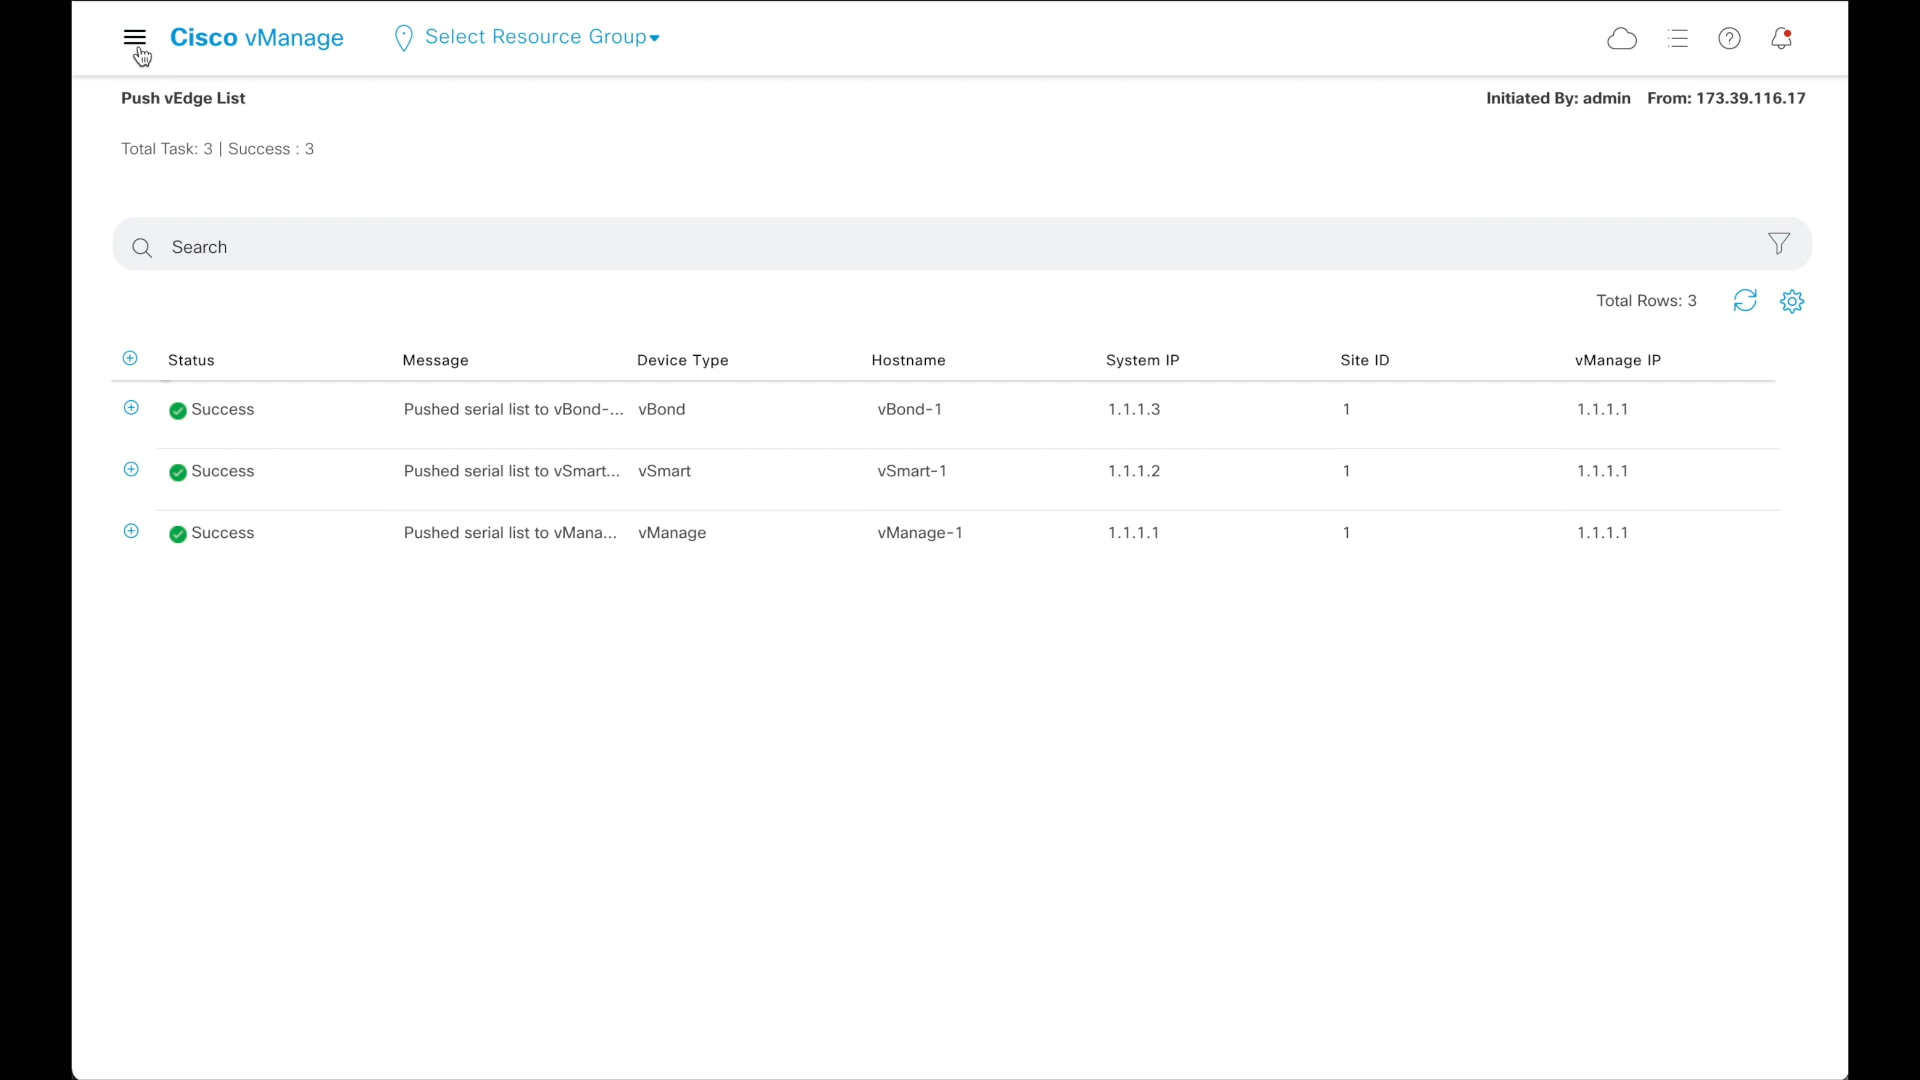 Cisco vManage Select Resource Group
Push vEdge List Initiated By: admin From: 173.39.116.17
Total Task: 3 | Success : 3
Search
Total Rows: 3
Status Message Device Type Hostname System IP Site ID vManage IP
Success Pushed serial list to vBond-... vBond vBond-1 1.1.1.3 1 1.1.1.1
Success Pushed serial list to vSmart... vSmart vSmart-1 1.1.1.2 1 1.1.1.1
Success Pushed serial list to vMana... vManage vManage-1 1.1.1.1 1 1.1.1.1